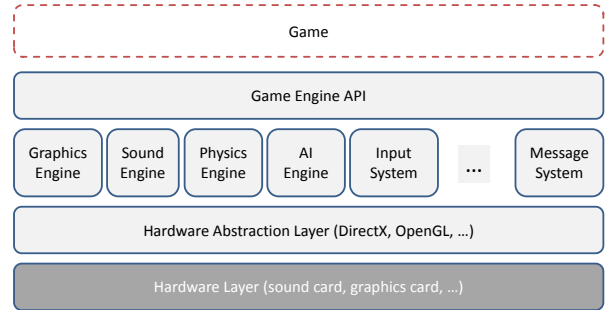 Game
Game Engine API
Graphics Engine
Sound Engine
Physics Engine
AI Engine
Input System
...
Message System
Hardware Abstraction Layer (DirectX, OpenGL, ...)
Hardware Layer (sound card, graphics card, ...)